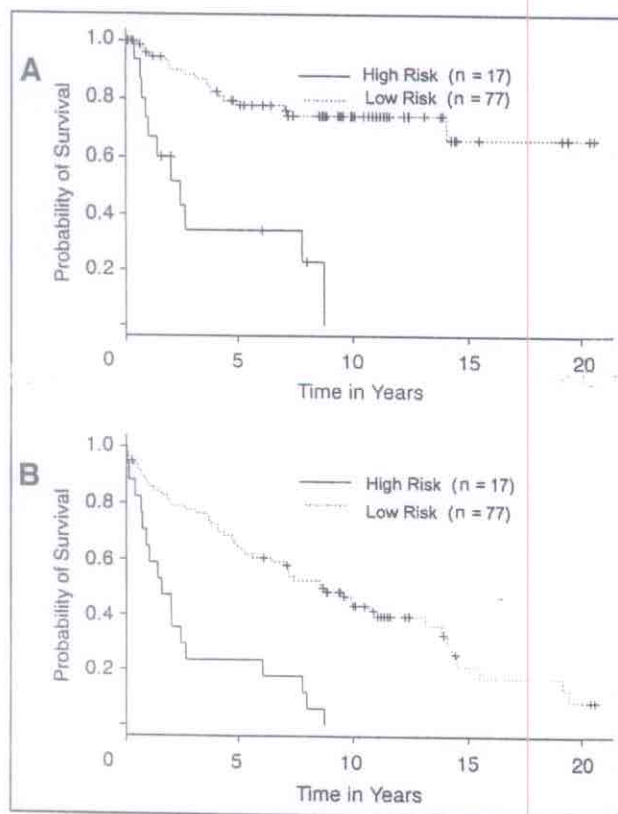 A
1.0
0.8
0.6
0.4
0.2
Probability of Survival
High Risk (n = 17)
Low Risk (n = 77)
0
5
10
15
20
Time in Years
B
1.0
0.8
0.6
0.4
0.2
Probability of Survival
High Risk (n = 17)
Low Risk (n = 77)
0
5
10
15
20
Time in Years